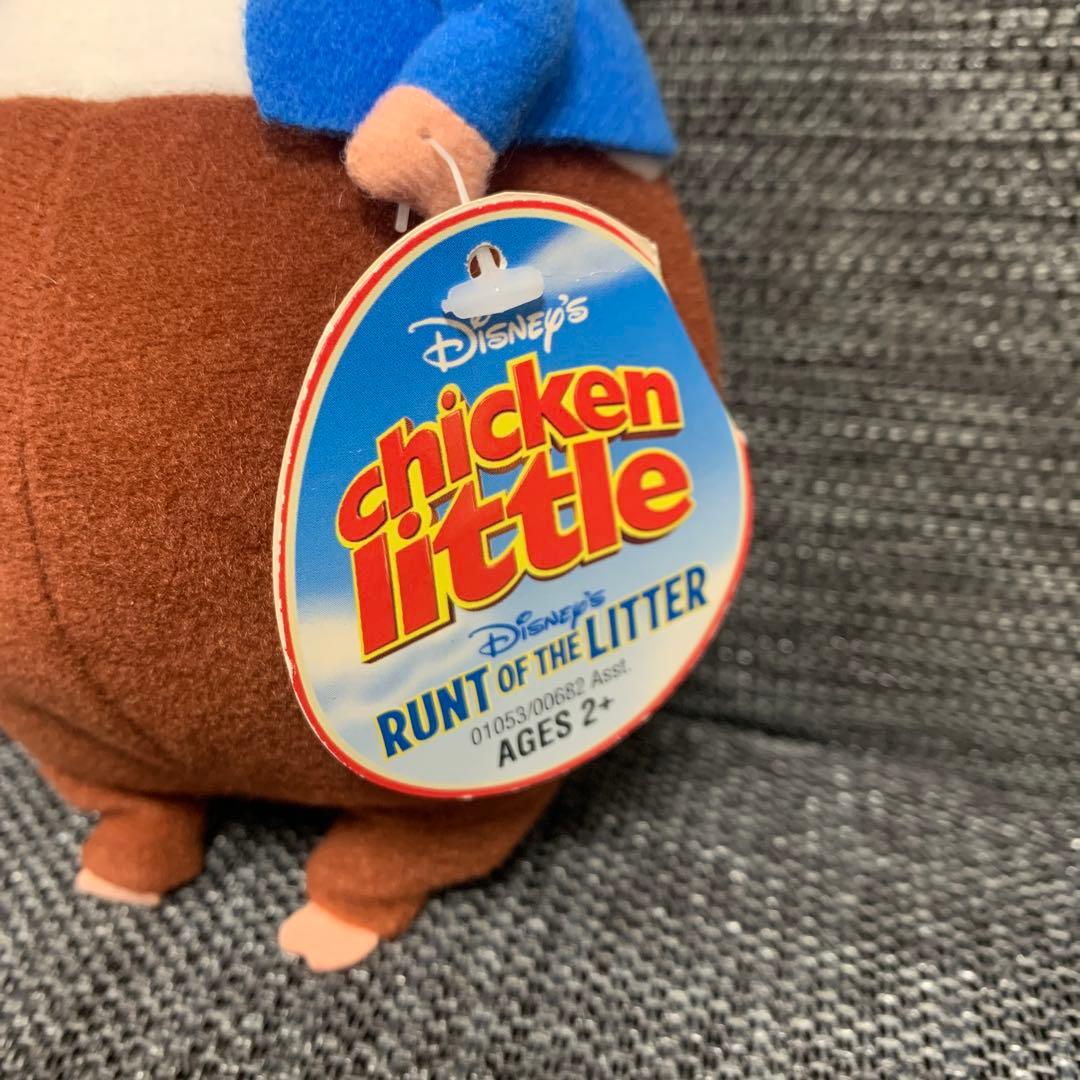 Disney's
chicken
little
Disney's
RUNT OF THE LITTER
01053/00682 Asst.
AGES 2+